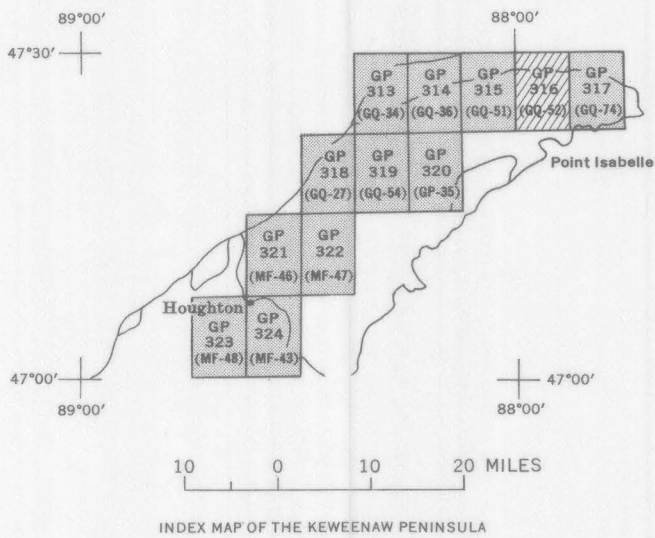 89°00'
88°00'
47°30'
GP
313
(GQ-34)
GP
314
(GQ-36)
GP
315
(GQ-51)
GP
316
(GQ-52)
GP
317
(GQ-74)
GP
318
(GQ-27)
GP
319
(GQ-54)
GP
320
(GP-35)
Point Isabelle
GP
321
(MF-46)
GP
322
(MF-47)
Houghton
GP
323
(MF-48)
GP
324
(MF-43)
47°00'
47°00'
89°00'
88°00'
10 0 10 20 MILES
INDEX MAP OF THE KEWEENAW PENINSULA